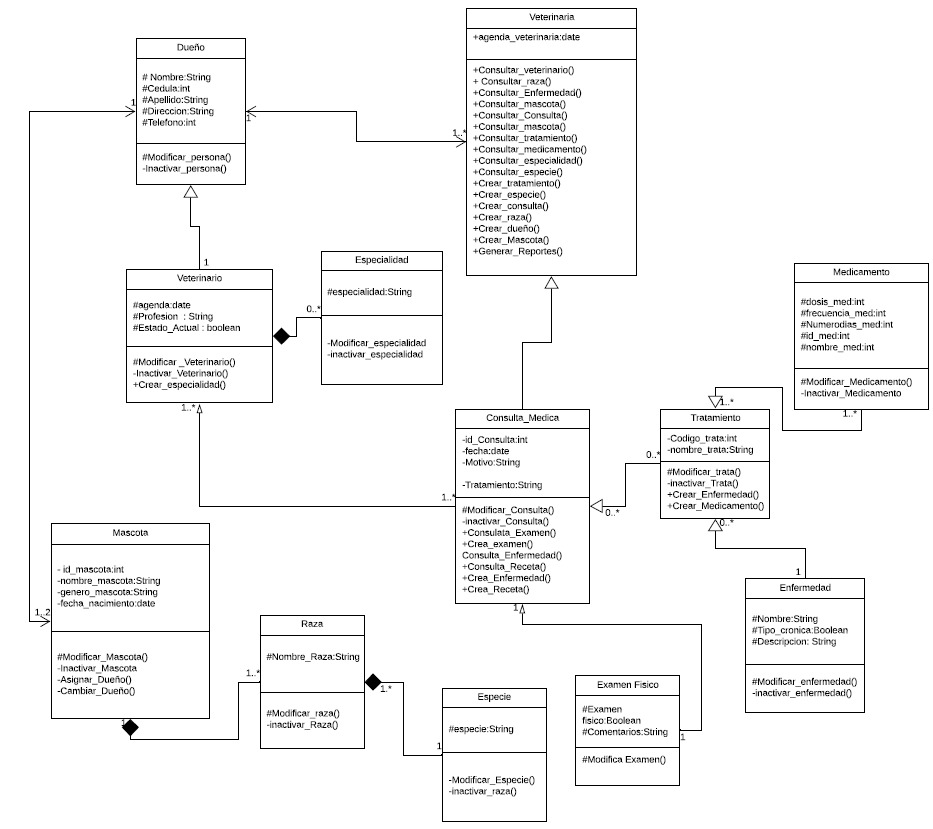 Veterinaria
+agenda_veterinaria:date
+Consultar_veterinario()
+ Consultar_raza()
+Consultar_Enfermedad()
+Consultar_mascota()
+Consultar_Consulta()
+Consultar_mascota()
+Consultar_tratamiento()
+Consultar_medicamento()
+Consultar_especialidad()
+Consultar_especie()
+Crear_tratamiento()
+Crear_especie()
+Crear_consulta()
+Crear_raza()
+Crear_dueño()
+Crear_Mascota()
+Generar_Reportes()
Dueño
# Nombre:String
# Cedula:int
#Apellido:String
#Direccion:String
#Telefono:int
#Modificar_persona()
-Inactivar_persona()
1
1
1..*
1
Veterinario
#agenda:date
#Profesion : String
#Estado_Actual : boolean
#Modificar _Veterinario()
-Inactivar_Veterinario()
+Crear_especialidad()
1..*
Especialidad
#especialidad:String
-Modificar_especialidad
-inactivar_especialidad
0..*
Medicamento
#dosis_med:int
#frecuencia_med:int
#Numerodias_med:int
#id_med:int
#nombre_med:int
#Modificar_Medicamento()
-Inactivar_Medicamento
1..*
1..*
Consulta_Medica
-id_Consulta:int
-fecha:date
-Motivo:String
-Tratamiento:String
#Modificar_Consulta()
-inactivar_Consulta()
+Consulata_Examen()
+Crea_examen()
Consulta_Enfermedad()
+Consulta_Receta()
+Crea_Enfermedad()
+Crea_Receta()
1..*
1
Tratamiento
-Codigo_trata:int
-nombre_trata:String
#Modificar_trata()
-inactivar_Trata()
+Crear_Enfermedad()
+Crear_Medicamento()
0..*
0..*
0..*
1
Mascota
- id_mascota:int
-nombre_mascota:String
-genero_mascota:String
-fecha_nacimiento:date
#Modificar_Mascota()
-Inactivar_Mascota
-Asignar_Dueño()
-Cambiar_Dueño()
1..2
1
Raza
#Nombre_Raza:String
#Modificar_raza()
-inactivar_Raza()
1..*
1.*
Especie
#especie:String
-Modificar_Especie()
-inactivar_raza()
1
Examen Fisico
#Examen
fisico:Boolean
#Comentarios:String
#Modifica Examen()
1
Enfermedad
#Nombre:String
#Tipo_cronica:Boolean
#Descripcion: String
#Modificar_enfermedad()
-inactivar_enfermedad()